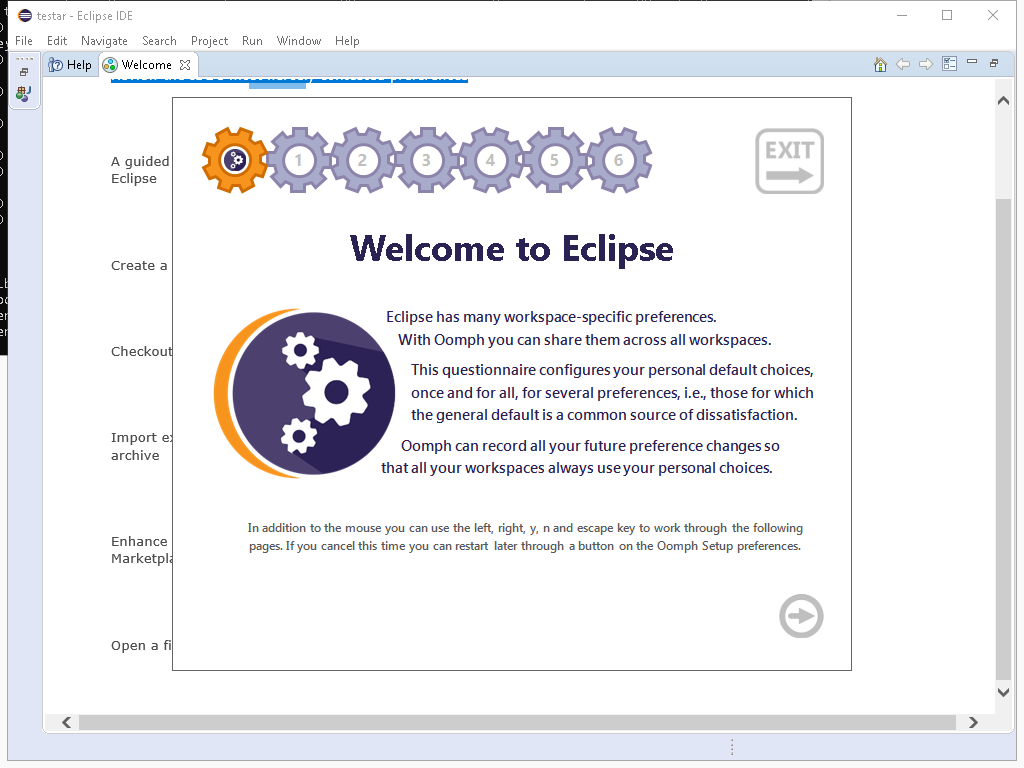 testar - Eclipse IDE
File Edit Navigate Search Project Run Window Help
Help Welcome
A guided
Eclipse
Create a
Checkout
Import ex
archive
Enhance
Marketpla
Open a fi
1 2 3 4 5 6
EXIT
Welcome to Eclipse
Eclipse has many workspace-specific preferences.
With Oomph you can share them across all workspaces.
This questionnaire configures your personal default choices,
once and for all, for several preferences, i.e., those for which
the general default is a common source of dissatisfaction.
Oomph can record all your future preference changes so
that all your workspaces always use your personal choices.
In addition to the mouse you can use the left, right, y, n and escape key to work through the following
pages. If you cancel this time you can restart later through a button on the Oomph Setup preferences.